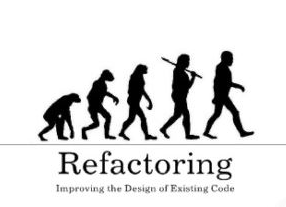 Refactoring
Improving the Design of Existing Code